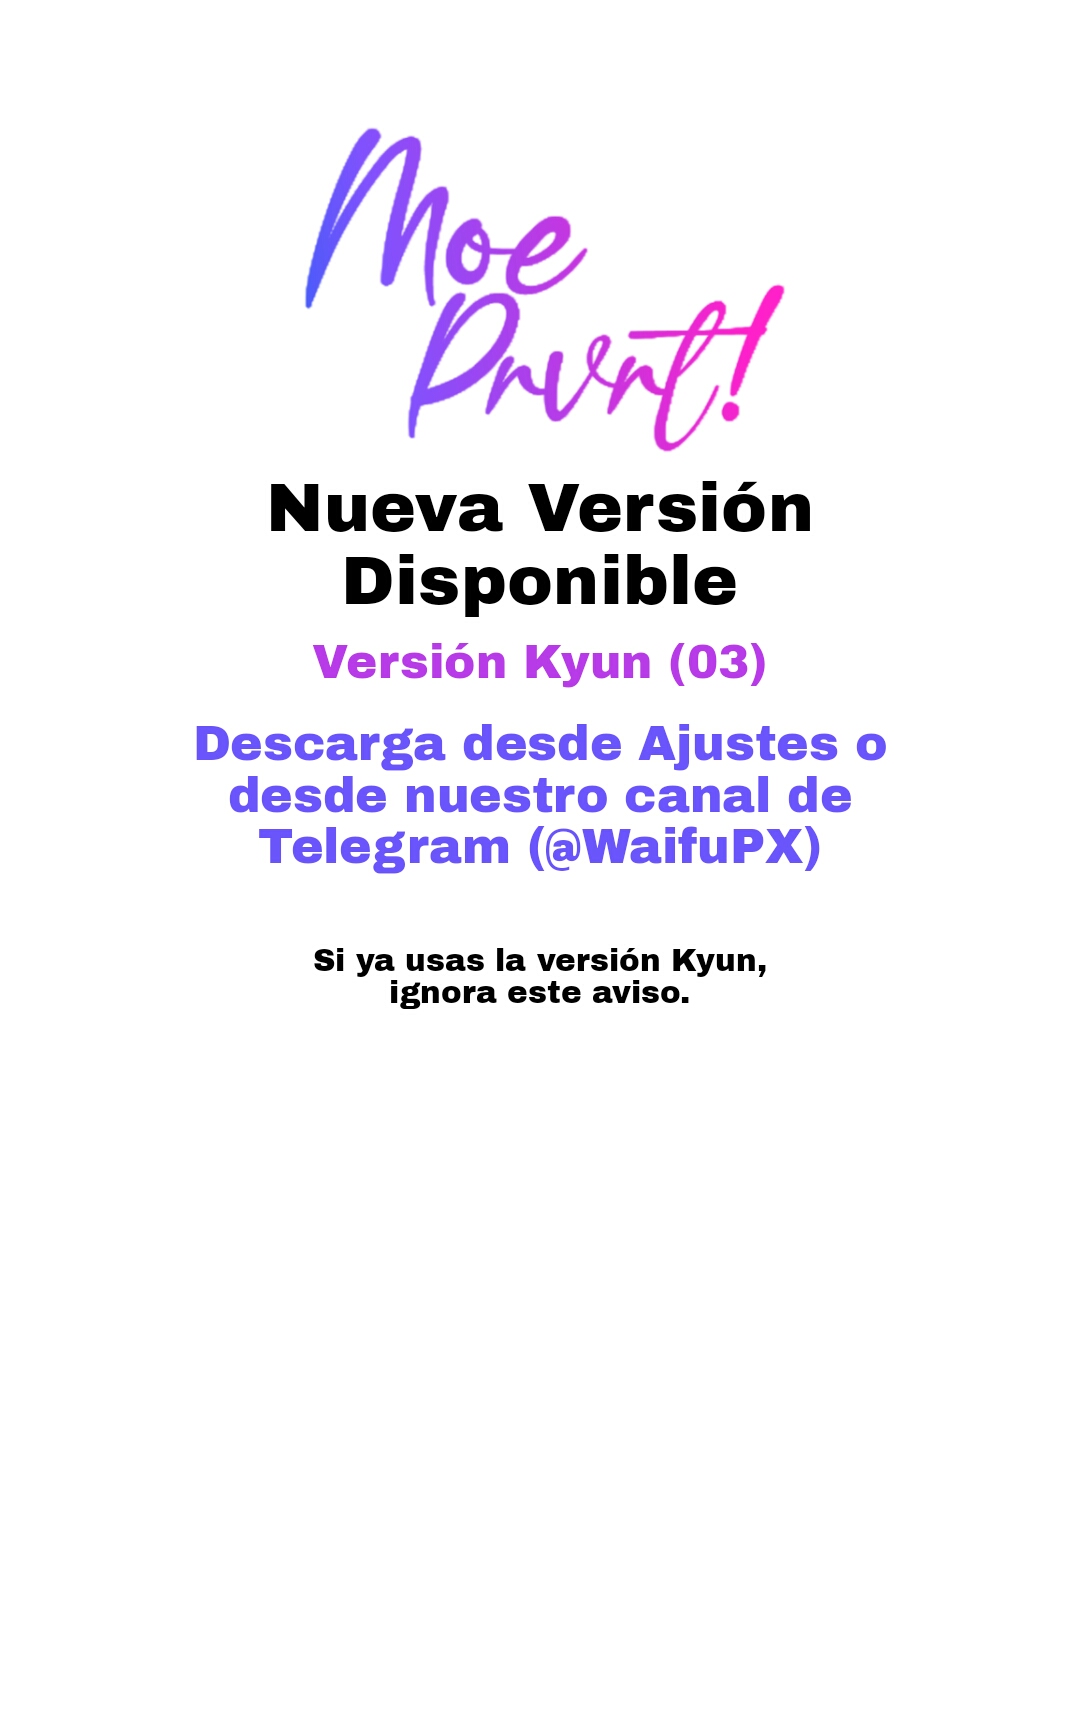 Moe
Prvrt!
Nueva Versión
Disponible
Versión Kyun (03)
Descarga desde Ajustes o
desde nuestro canal de
Telegram (@WaifuPX)
Si ya usas la versión Kyun,
ignora este aviso.